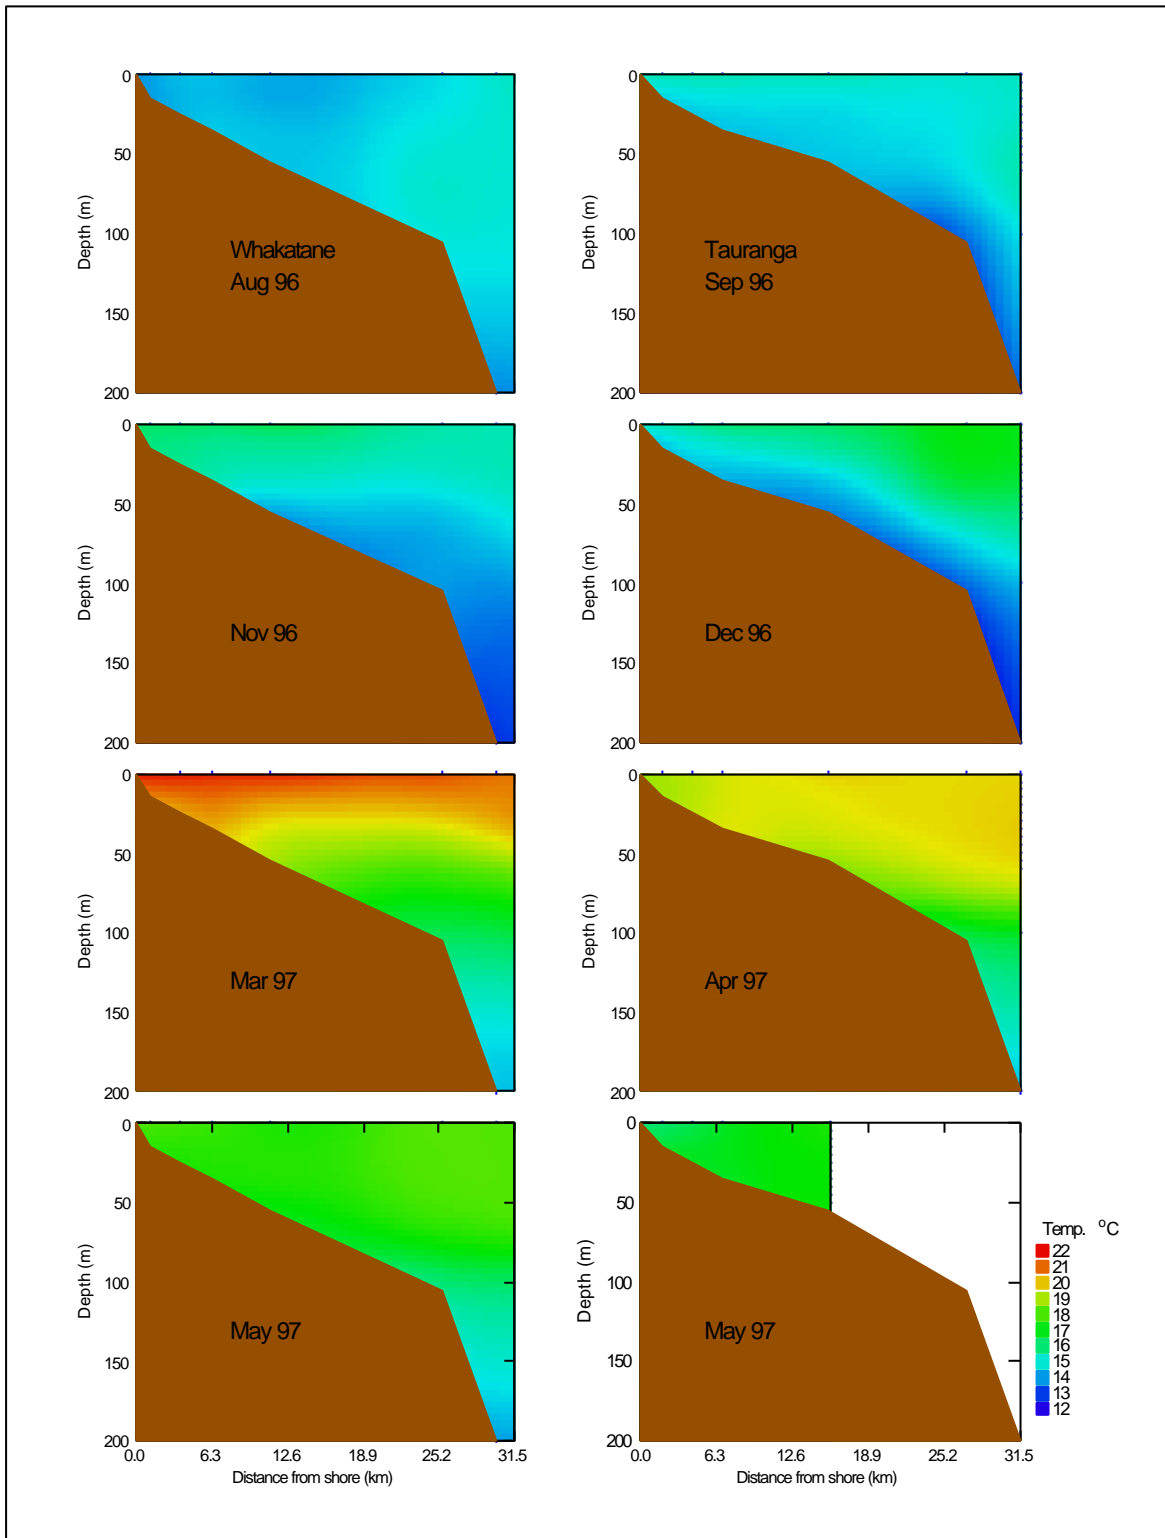 0
50
100
150
200
Depth (m)
Whakatane
Aug 96
0
50
100
150
200
Depth (m)
Tauranga
Sep 96
0
50
100
150
200
Depth (m)
Nov 96
0
50
100
150
200
Depth (m)
Dec 96
0
50
100
150
200
Depth (m)
Mar 97
0
50
100
150
200
Depth (m)
Apr 97
0
50
100
150
200
Depth (m)
May 97
0.0 6.3 12.6 18.9 25.2 31.5
Distance from shore (km)
0
50
100
150
200
Depth (m)
May 97
0.0 6.3 12.6 18.9 25.2 31.5
Distance from shore (km)
Temp. °C
22
21
20
19
18
17
16
15
14
13
12